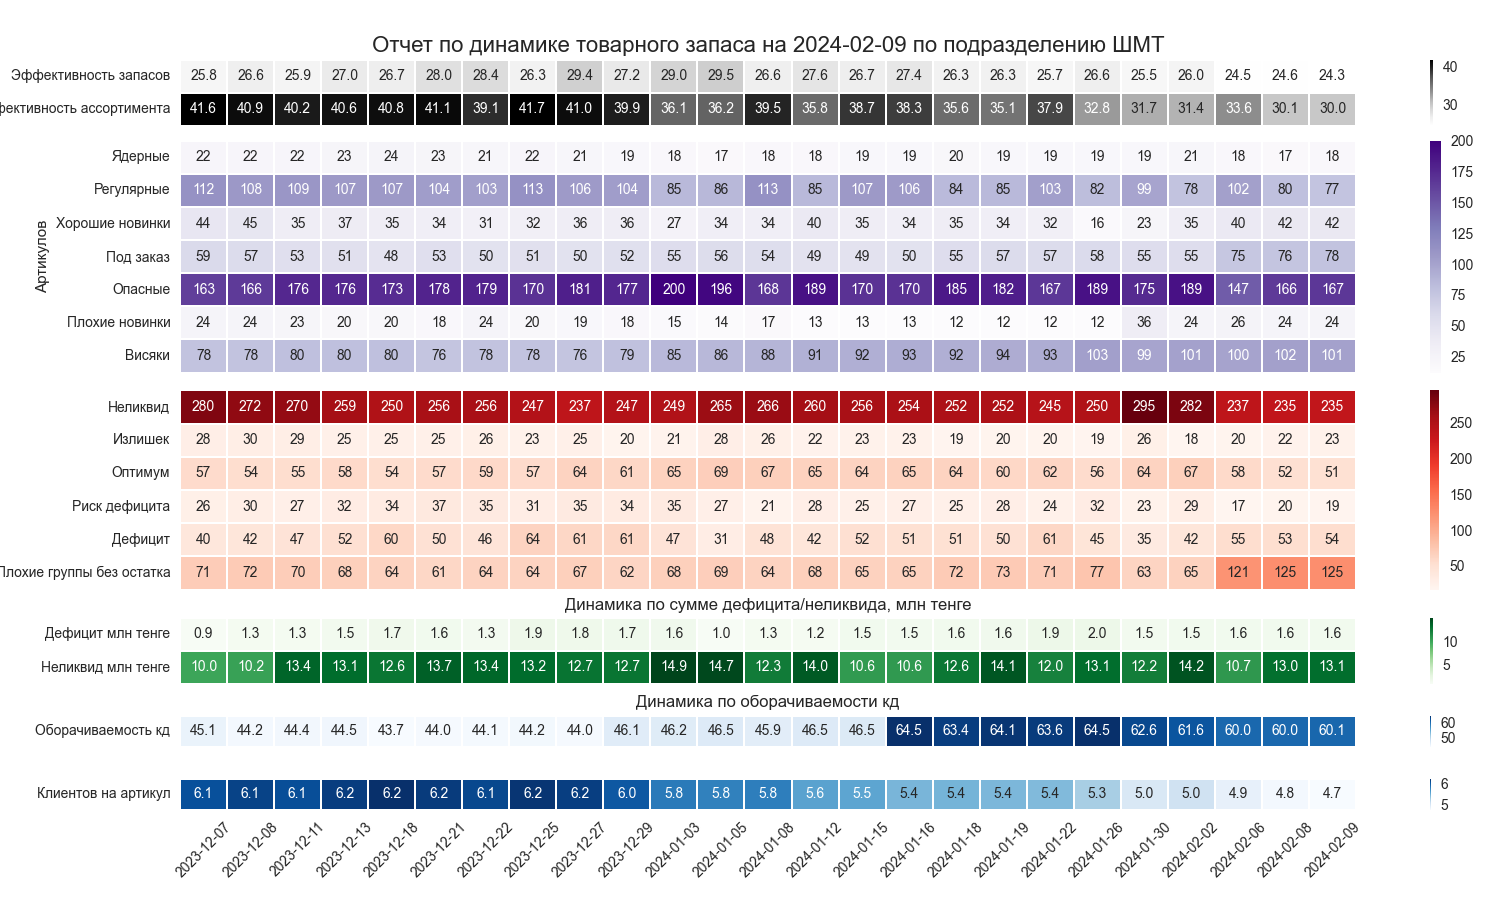 Отчет по динамике товарного запаса на 2024-02-09 по подразделению ШМТ
Эффективность запасов 25.8 26.6 25.9 27.0 26.7 28.0 28.4 26.3 29.4 27.2 29.0 29.5 26.6 27.6 26.7 27.4 26.3 26.3 25.7 26.6 25.5 26.0 24.5 24.6 24.3
фективность ассортимента 41.6 40.9 40.2 40.6 40.8 41.1 39.1 41.7 41.0 39.9 36.1 36.2 39.5 35.8 38.7 38.3 35.6 35.1 37.9 32.8 31.7 31.4 33.6 30.1 30.0
40
30
Артикулов
Ядерные 22 22 22 23 24 23 21 22 21 19 18 17 18 18 19 19 20 19 19 19 19 21 18 17 18
Регулярные 112 108 109 107 107 104 103 113 106 104 85 86 113 85 107 106 84 85 103 82 99 78 102 80 77
Хорошие новинки 44 45 35 37 35 34 31 32 36 36 27 34 34 40 35 34 35 34 32 16 23 35 40 42 42
Под заказ 59 57 53 51 48 53 50 51 50 52 55 56 54 49 49 50 55 57 57 58 55 55 75 76 78
Опасные 163 166 176 176 173 178 179 170 181 177 200 196 168 189 170 170 185 182 167 189 175 189 147 166 167
Плохие новинки 24 24 23 20 20 18 24 20 19 18 15 14 17 13 13 13 12 12 12 12 36 24 26 24 24
Висяки 78 78 80 80 80 76 78 78 76 79 85 86 88 91 92 93 92 94 93 103 99 101 100 102 101
200
175
150
125
100
75
50
25
Неликвид 280 272 270 259 250 256 256 247 237 247 249 265 266 260 256 254 252 252 245 250 295 282 237 235 235
Излишек 28 30 29 25 25 25 26 23 25 20 21 28 26 22 23 23 19 20 20 19 26 18 20 22 23
Оптимум 57 54 55 58 54 57 59 57 64 61 65 69 67 65 64 65 64 60 62 56 64 67 58 52 51
Риск дефицита 26 30 27 32 34 37 35 31 35 34 35 27 21 28 25 27 25 28 24 32 23 29 17 20 19
Дефицит 40 42 47 52 60 50 46 64 61 61 47 31 48 42 52 51 51 50 61 45 35 42 55 53 54
Плохие группы без остатка 71 72 70 68 64 61 64 64 67 62 68 69 64 68 65 65 72 73 71 77 63 65 121 125 125
250
200
150
100
50
Динамика по сумме дефицита/неликвида, млн тенге
Дефицит млн тенге 0.9 1.3 1.3 1.5 1.7 1.6 1.3 1.9 1.8 1.7 1.6 1.0 1.3 1.2 1.5 1.5 1.6 1.6 1.9 2.0 1.5 1.5 1.6 1.6 1.6
Неликвид млн тенге 10.0 10.2 13.4 13.1 12.6 13.7 13.4 13.2 12.7 12.7 14.9 14.7 12.3 14.0 10.6 10.6 12.6 14.1 12.0 13.1 12.2 14.2 10.7 13.0 13.1
10
5
Динамика по оборачиваемости кд
Оборачиваемость кд 45.1 44.2 44.4 44.5 43.7 44.0 44.1 44.2 44.0 46.1 46.2 46.5 45.9 46.5 46.5 64.5 63.4 64.1 63.6 64.5 62.6 61.6 60.0 60.0 60.1
60
50
Клиентов на артикул 6.1 6.1 6.1 6.2 6.2 6.2 6.1 6.2 6.2 6.0 5.8 5.8 5.8 5.6 5.5 5.4 5.4 5.4 5.4 5.3 5.0 5.0 4.9 4.8 4.7
6
5
2023-12-07 2023-12-08 2023-12-11 2023-12-13 2023-12-18 2023-12-21 2023-12-22 2023-12-25 2023-12-27 2023-12-29 2024-01-03 2024-01-05 2024-01-08 2024-01-12 2024-01-15 2024-01-16 2024-01-18 2024-01-19 2024-01-22 2024-01-26 2024-01-30 2024-02-02 2024-02-06 2024-02-08 2024-02-09